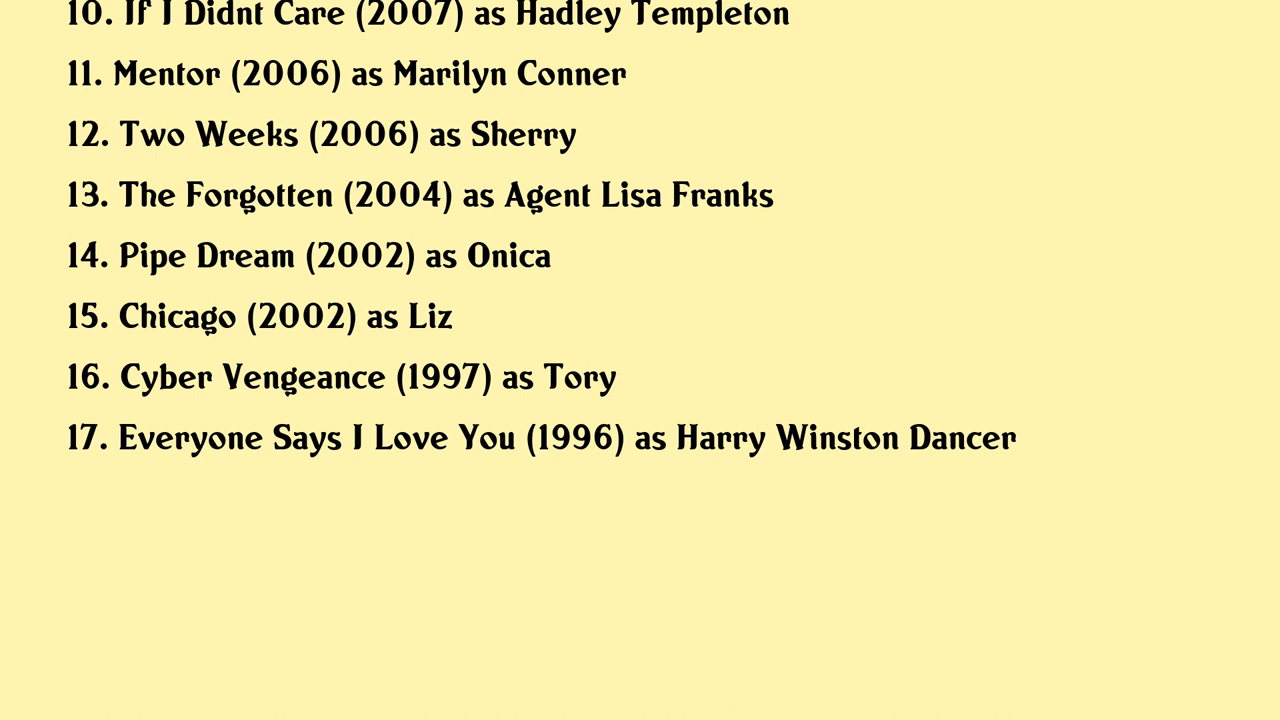 10. If I Didnt Care (2007) as Hadley Templeton
11. Mentor (2006) as Marilyn Conner
12. Two Weeks (2006) as Sherry
13. The Forgotten (2004) as Agent Lisa Franks
14. Pipe Dream (2002) as Onica
15. Chicago (2002) as Liz
16. Cyber Vengeance (1997) as Tory
17. Everyone Says I Love You (1996) as Harry Winston Dancer